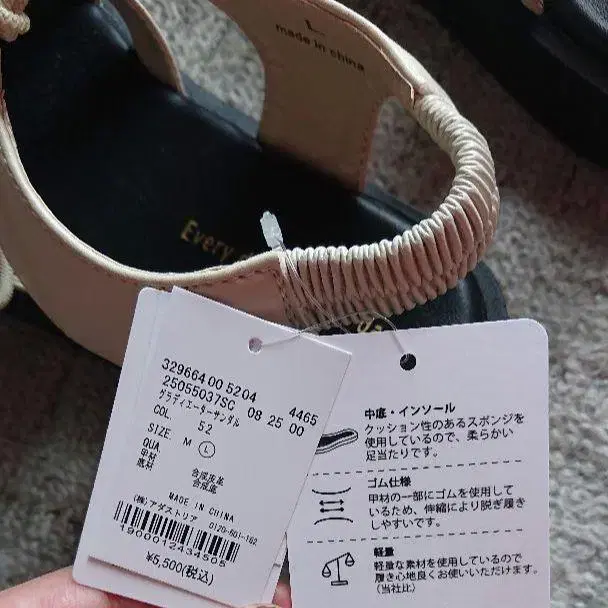 L
made in china
Every
329664 00 52 04
25055037SC 08 25 00 4465
グラディエーターサンダル
COL. 52
SIZE. M L
QUA.
甲材 合成皮革
底材 合成底
MADE IN CHINA
(株)アダストリア 0120-601-162
1900012434505
¥5,500(税込)
中底・インソール
クッション性のあるスポンジを
使用しているので、柔らかい
足当たりです。
ゴム仕様
甲材の一部にゴムを使用して
いるため、伸縮により脱ぎ履き
しやすいです。
軽量
軽量な素材を使用しているので
履き心地良くお使いいただけます。
(当社比)